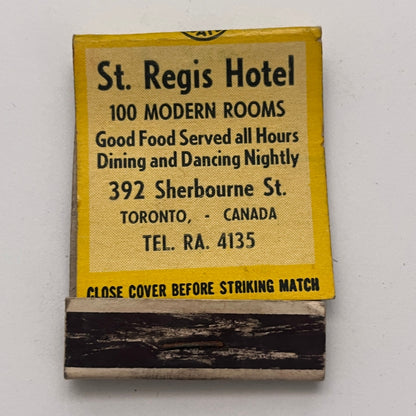 St. Regis Hotel
100 MODERN ROOMS
Good Food Served all Hours
Dining and Dancing Nightly
392 Sherbourne St.
TORONTO, - CANADA
TEL. RA. 4135
CLOSE COVER BEFORE STRIKING MATCH